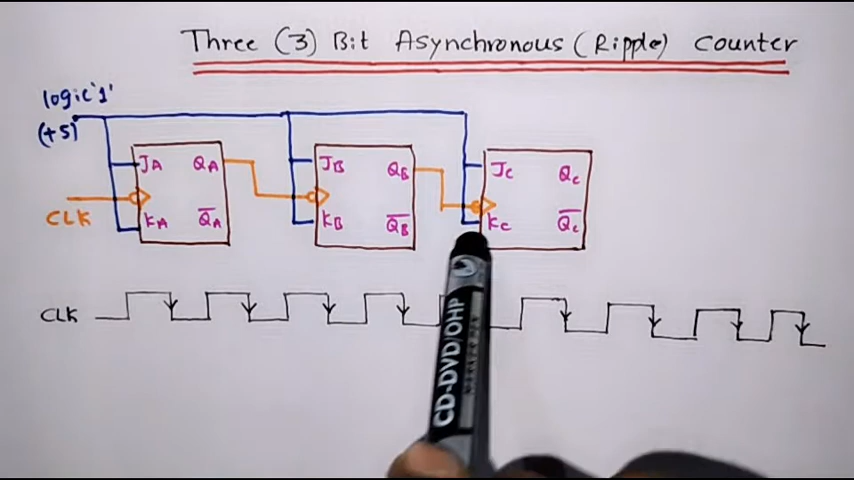 Three (3) Bit Asynchronous (Ripple) Counter
logic '1'
(+5)
JA QA
JB QB
JC QC
CLK
KA Q̅A
KB Q̅B
KC Q̅C
CLK
CD-DVD/OHP